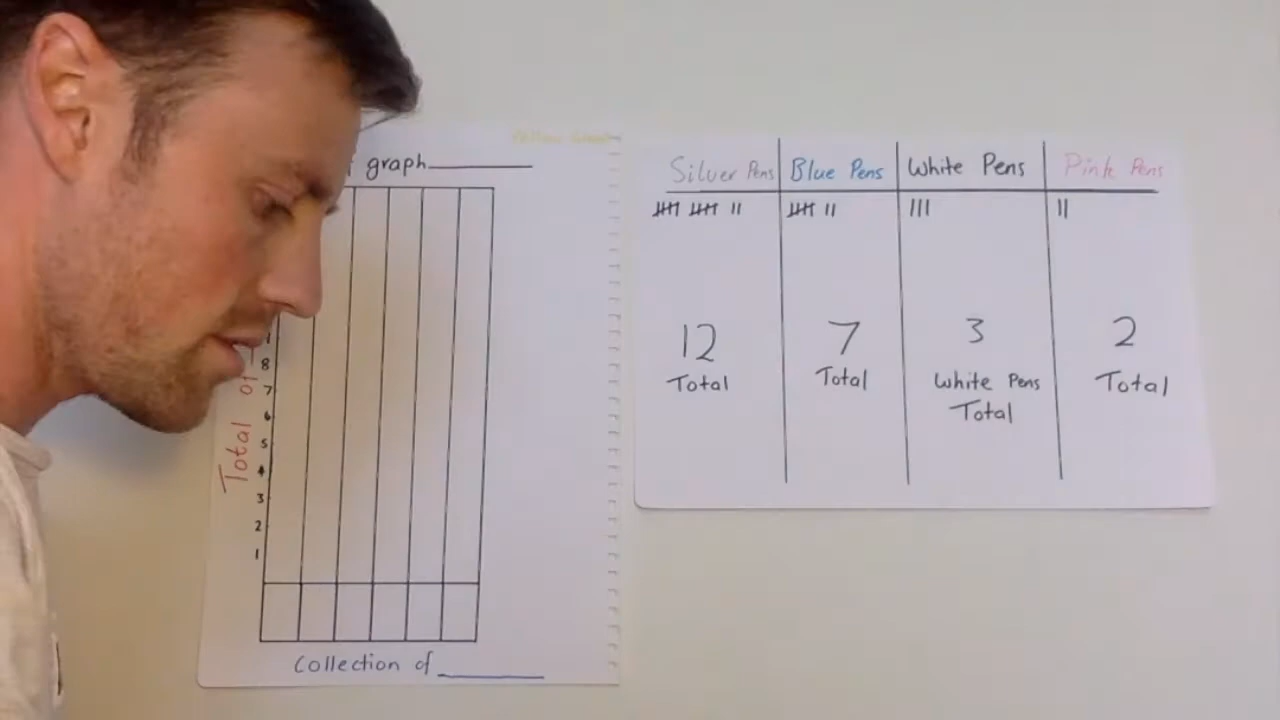 graph
Total of
8
7
6
5
4
3
2
1
Collection of
Silver Pens Blue Pens White Pens Pink Pens
12 7 3 2
Total Total White Pens Total
Total